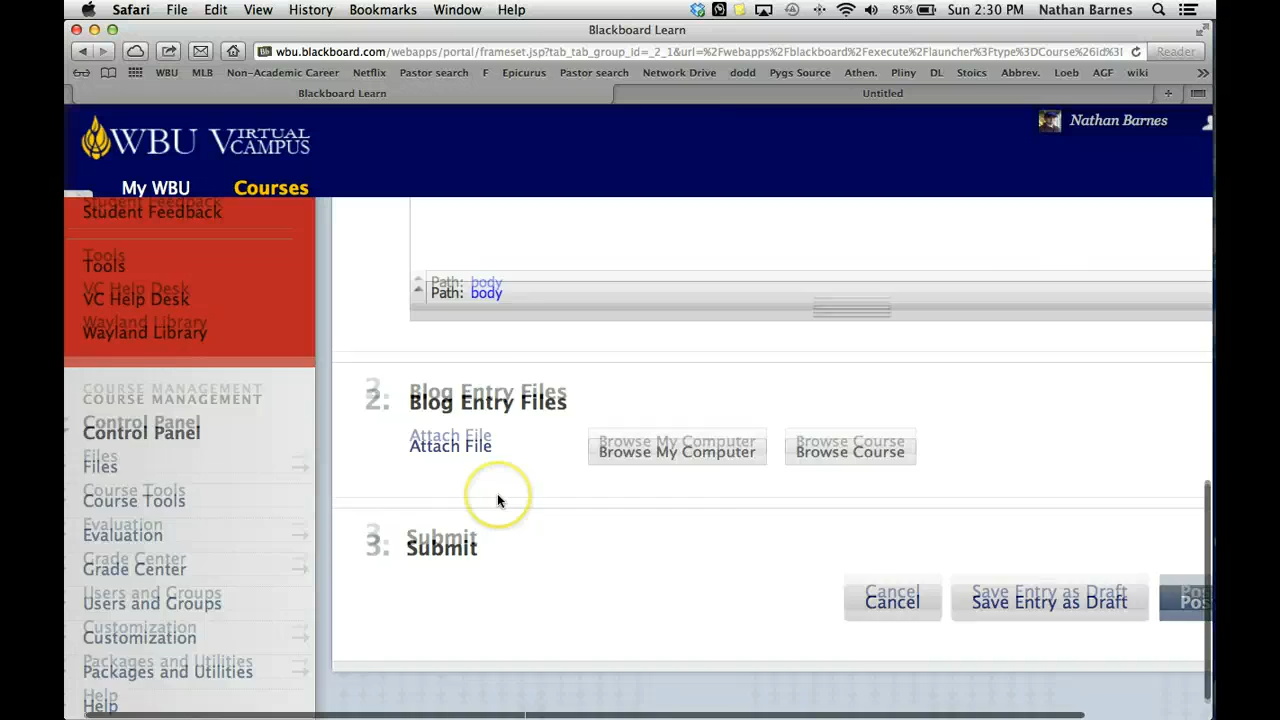 Safari File Edit View History Bookmarks Window Help 85% Sun 2:30 PM Nathan Barnes
Blackboard Learn
wbu.blackboard.com/webapps/portal/frameset.jsp?tab_tab_group_id=_2_1&url=%2Fwebapps%2Fblackboard%2Fexecute%2Flauncher%3Ftype%3DCourse%26id%3D Reader
WBU MLB Non-Academic Career Netflix Pastor search F Epicurus Pastor search Network Drive dodd Pygs Source Athen. Pliny DL Stoics Abbrev. Loeb AGF wiki
Blackboard Learn Untitled
WBU VIRTUAL CAMPUS
Nathan Barnes
My WBU Courses
Student Feedback
Tools
VC Help Desk
Wayland Library
COURSE MANAGEMENT
Control Panel
Files
Course Tools
Evaluation
Grade Center
Users and Groups
Customization
Packages and Utilities
Help
Path: body
2. Blog Entry Files
Attach File Browse My Computer Browse Course
3. Submit
Cancel Save Entry as Draft Pos